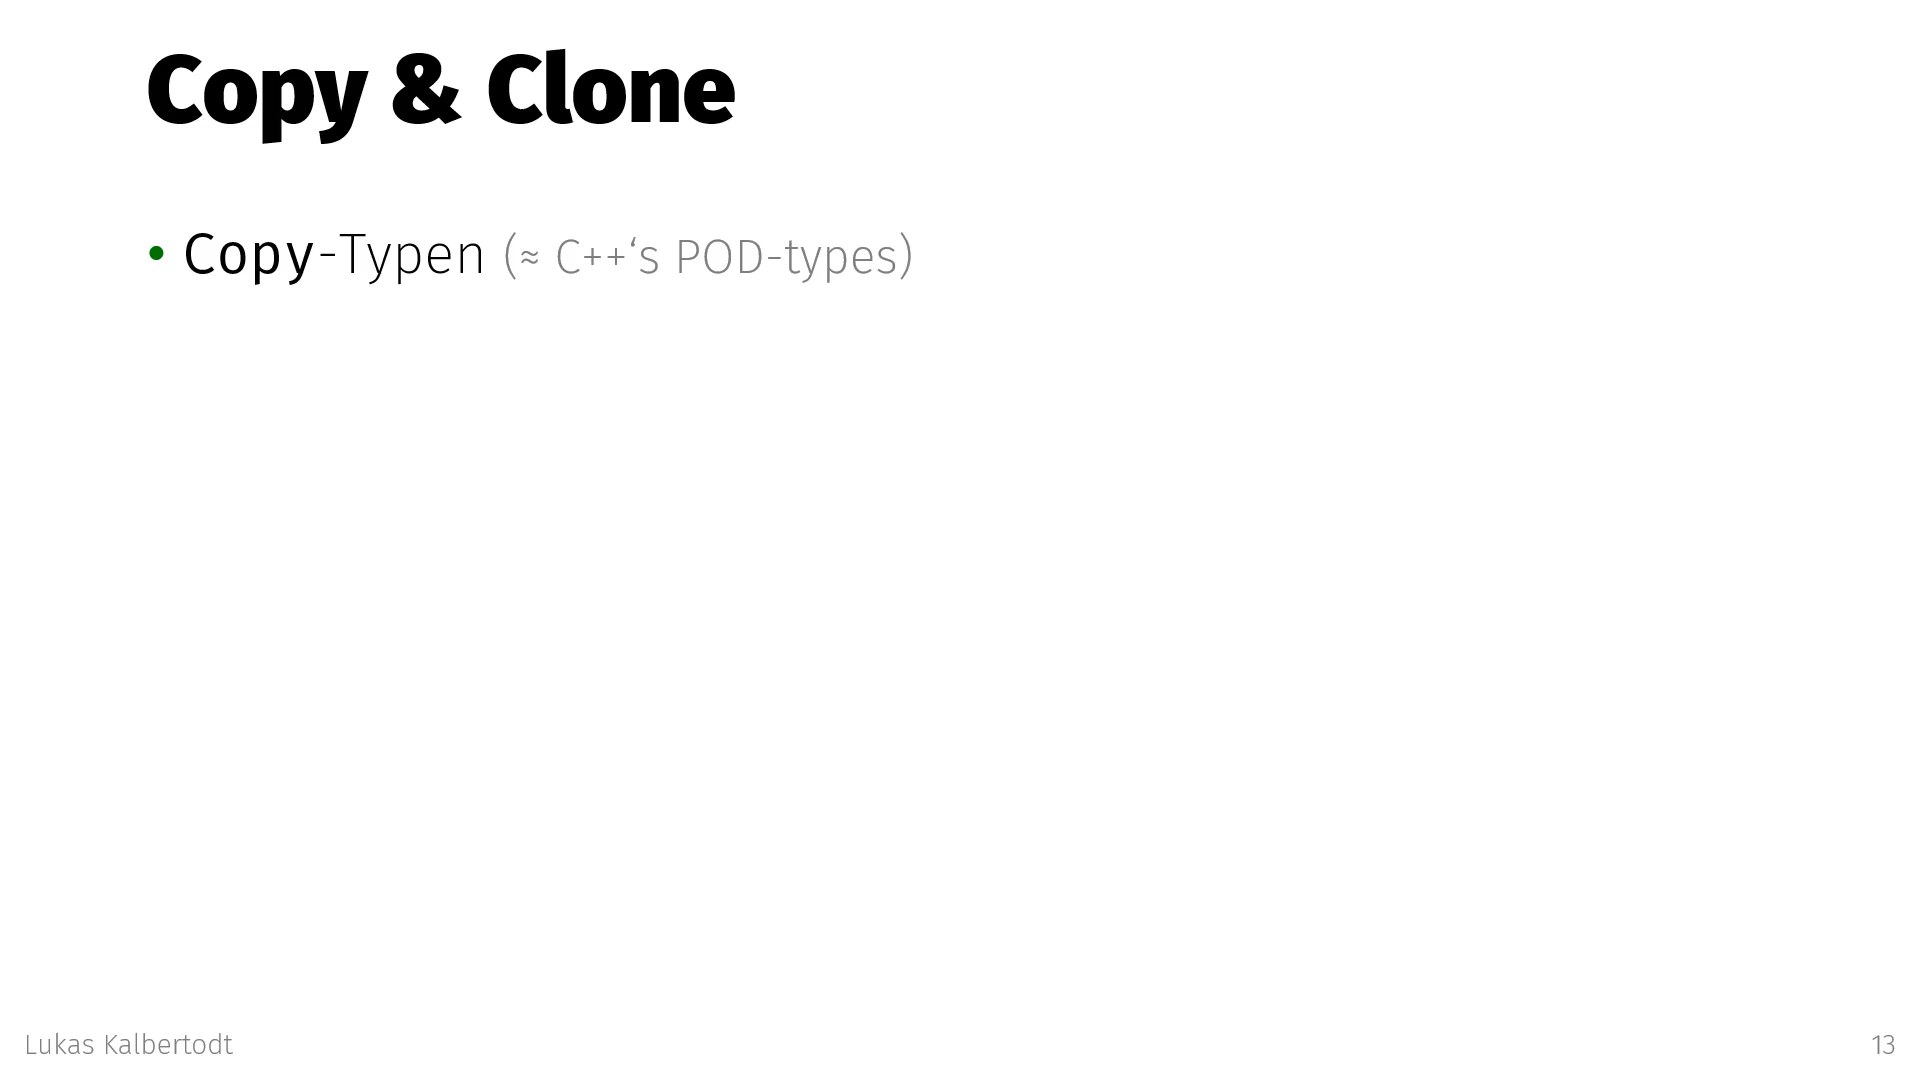 Copy & Clone
• Copy-Typen (≈ C++‘s POD-types)
Lukas Kalbertodt
13